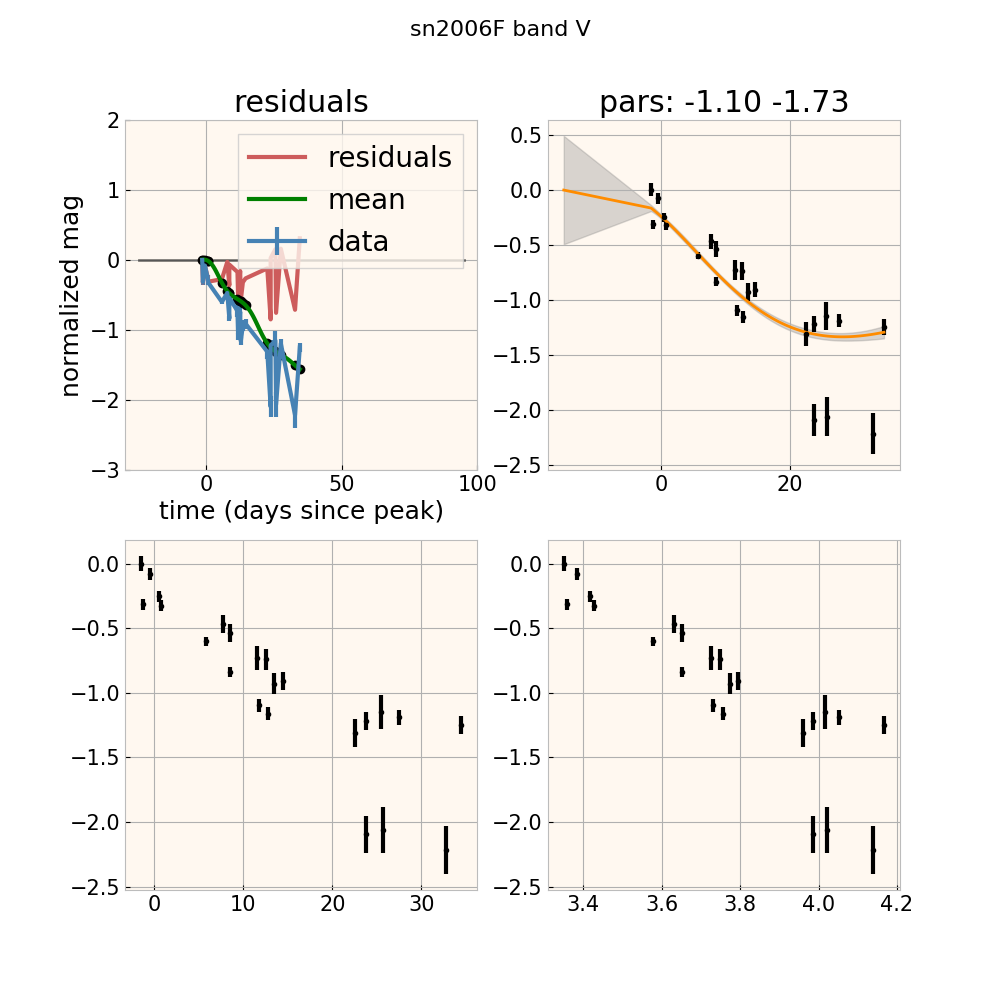 sn2006F band V
residuals
pars: -1.10 -1.73
normalized mag
2
1
0
−1
−2
−3
residuals
mean
data
0 50 100
time (days since peak)
0.5
0.0
−0.5
−1.0
−1.5
−2.0
−2.5
0 20
0.0
−0.5
−1.0
−1.5
−2.0
−2.5
0 10 20 30
0.0
−0.5
−1.0
−1.5
−2.0
−2.5
3.4 3.6 3.8 4.0 4.2